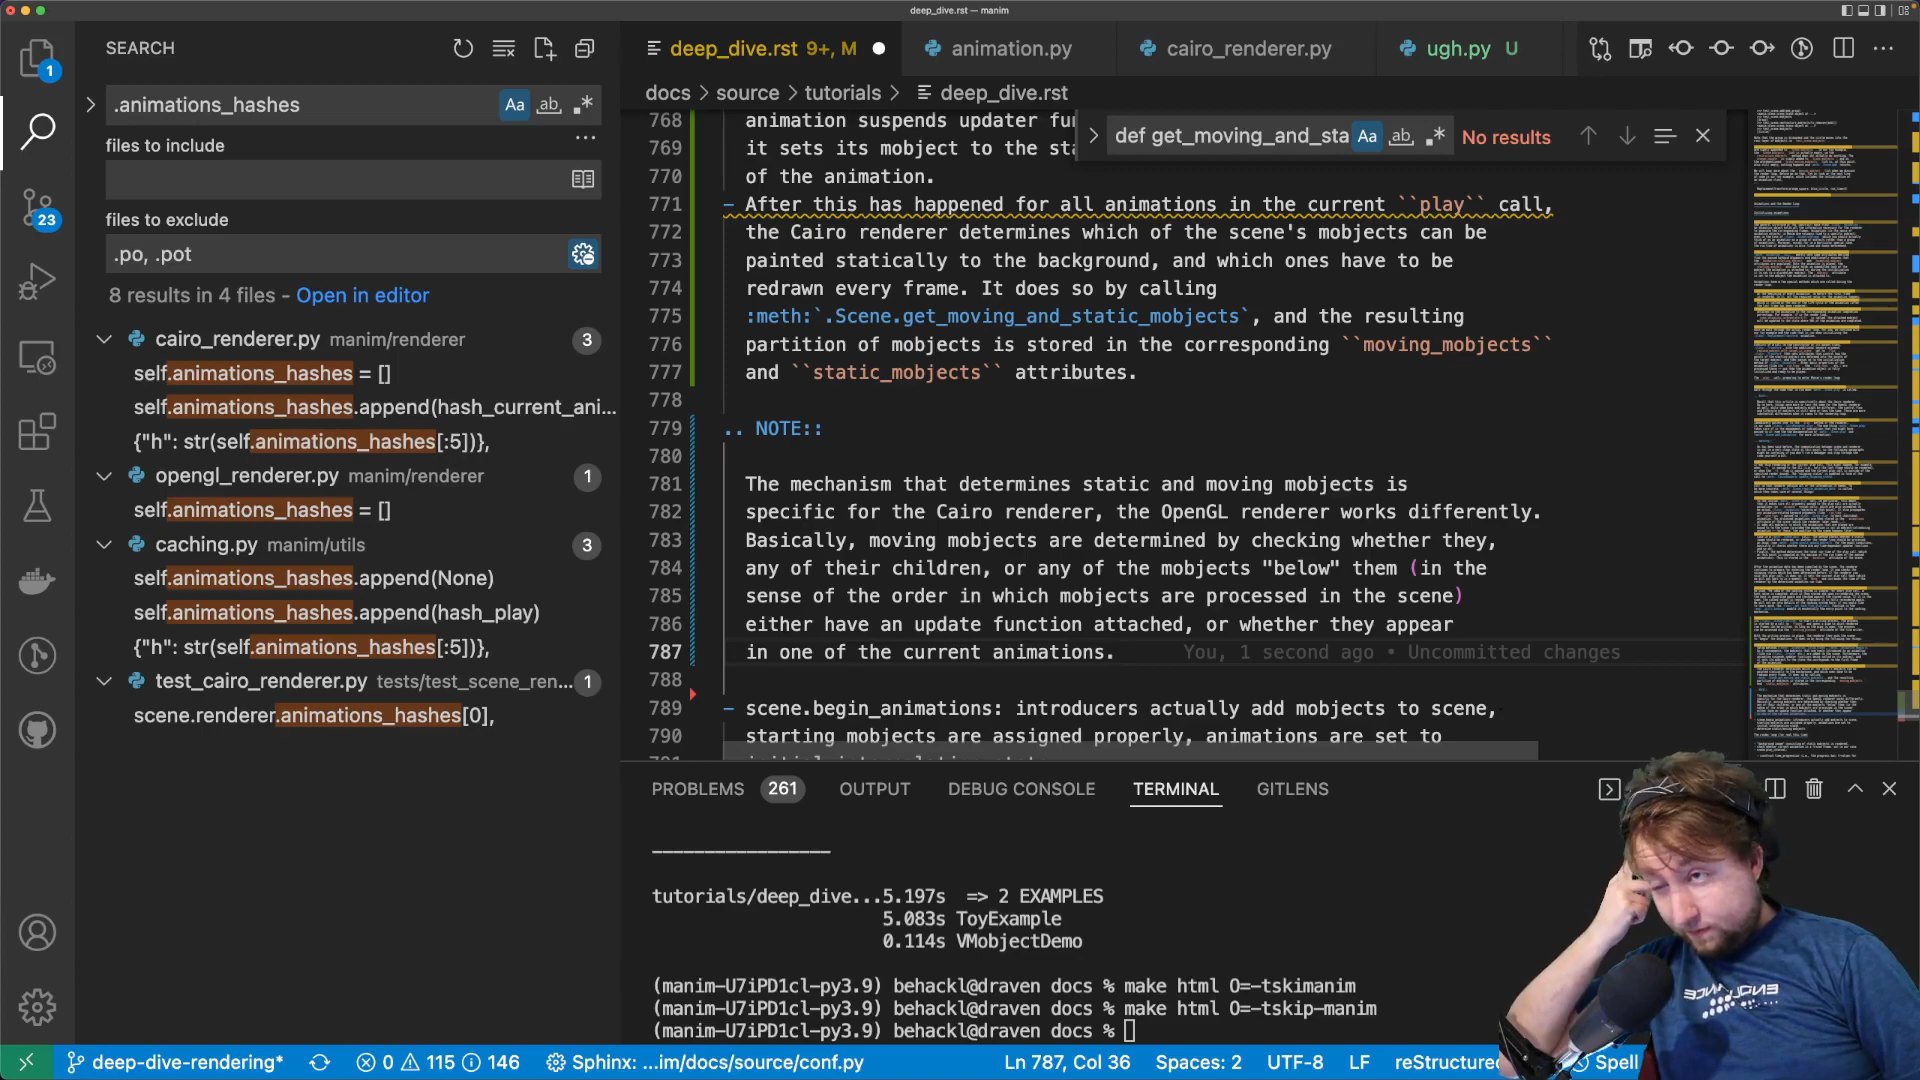 deep_dive.rst — manim
SEARCH
.animations_hashes
Aa
ab
files to include
files to exclude
.po, .pot
8 results in 4 files - Open in editor
cairo_renderer.py manim/renderer 3
self.animations_hashes = []
self.animations_hashes.append(hash_current_ani...
{"h": str(self.animations_hashes[:5])},
opengl_renderer.py manim/renderer 1
self.animations_hashes = []
caching.py manim/utils 3
self.animations_hashes.append(None)
self.animations_hashes.append(hash_play)
{"h": str(self.animations_hashes[:5])},
test_cairo_renderer.py tests/test_scene_ren... 1
scene.renderer.animations_hashes[0],
1
23
deep_dive.rst 9+, M
animation.py
cairo_renderer.py
ugh.py U
docs > source > tutorials > deep_dive.rst
def get_moving_and_sta Aa ab No results
768 animation suspends updater fu
769 it sets its mobject to the sta
770 of the animation.
771 - After this has happened for all animations in the current ``play`` call,
772 the Cairo renderer determines which of the scene's mobjects can be
773 painted statically to the background, and which ones have to be
774 redrawn every frame. It does so by calling
775 :meth:`.Scene.get_moving_and_static_mobjects`, and the resulting
776 partition of mobjects is stored in the corresponding ``moving_mobjects``
777 and ``static_mobjects`` attributes.
778
779 .. NOTE::
780
781 The mechanism that determines static and moving mobjects is
782 specific for the Cairo renderer, the OpenGL renderer works differently.
783 Basically, moving mobjects are determined by checking whether they,
784 any of their children, or any of the mobjects "below" them (in the
785 sense of the order in which mobjects are processed in the scene)
786 either have an update function attached, or whether they appear
787 in one of the current animations. You, 1 second ago • Uncommitted changes
788
789 - scene.begin_animations: introducers actually add mobjects to scene,
790 starting mobjects are assigned properly, animations are set to
PROBLEMS 261 OUTPUT DEBUG CONSOLE TERMINAL GITLENS
tutorials/deep_dive...5.197s => 2 EXAMPLES
5.083s ToyExample
0.114s VMobjectDemo
(manim-U7iPD1cl-py3.9) behackl@draven docs % make html O=-tskimanim
(manim-U7iPD1cl-py3.9) behackl@draven docs % make html O=-tskip-manim
(manim-U7iPD1cl-py3.9) behackl@draven docs %
deep-dive-rendering* 0 115 146 Sphinx: ...im/docs/source/conf.py Ln 787, Col 36 Spaces: 2 UTF-8 LF reStructure Spell